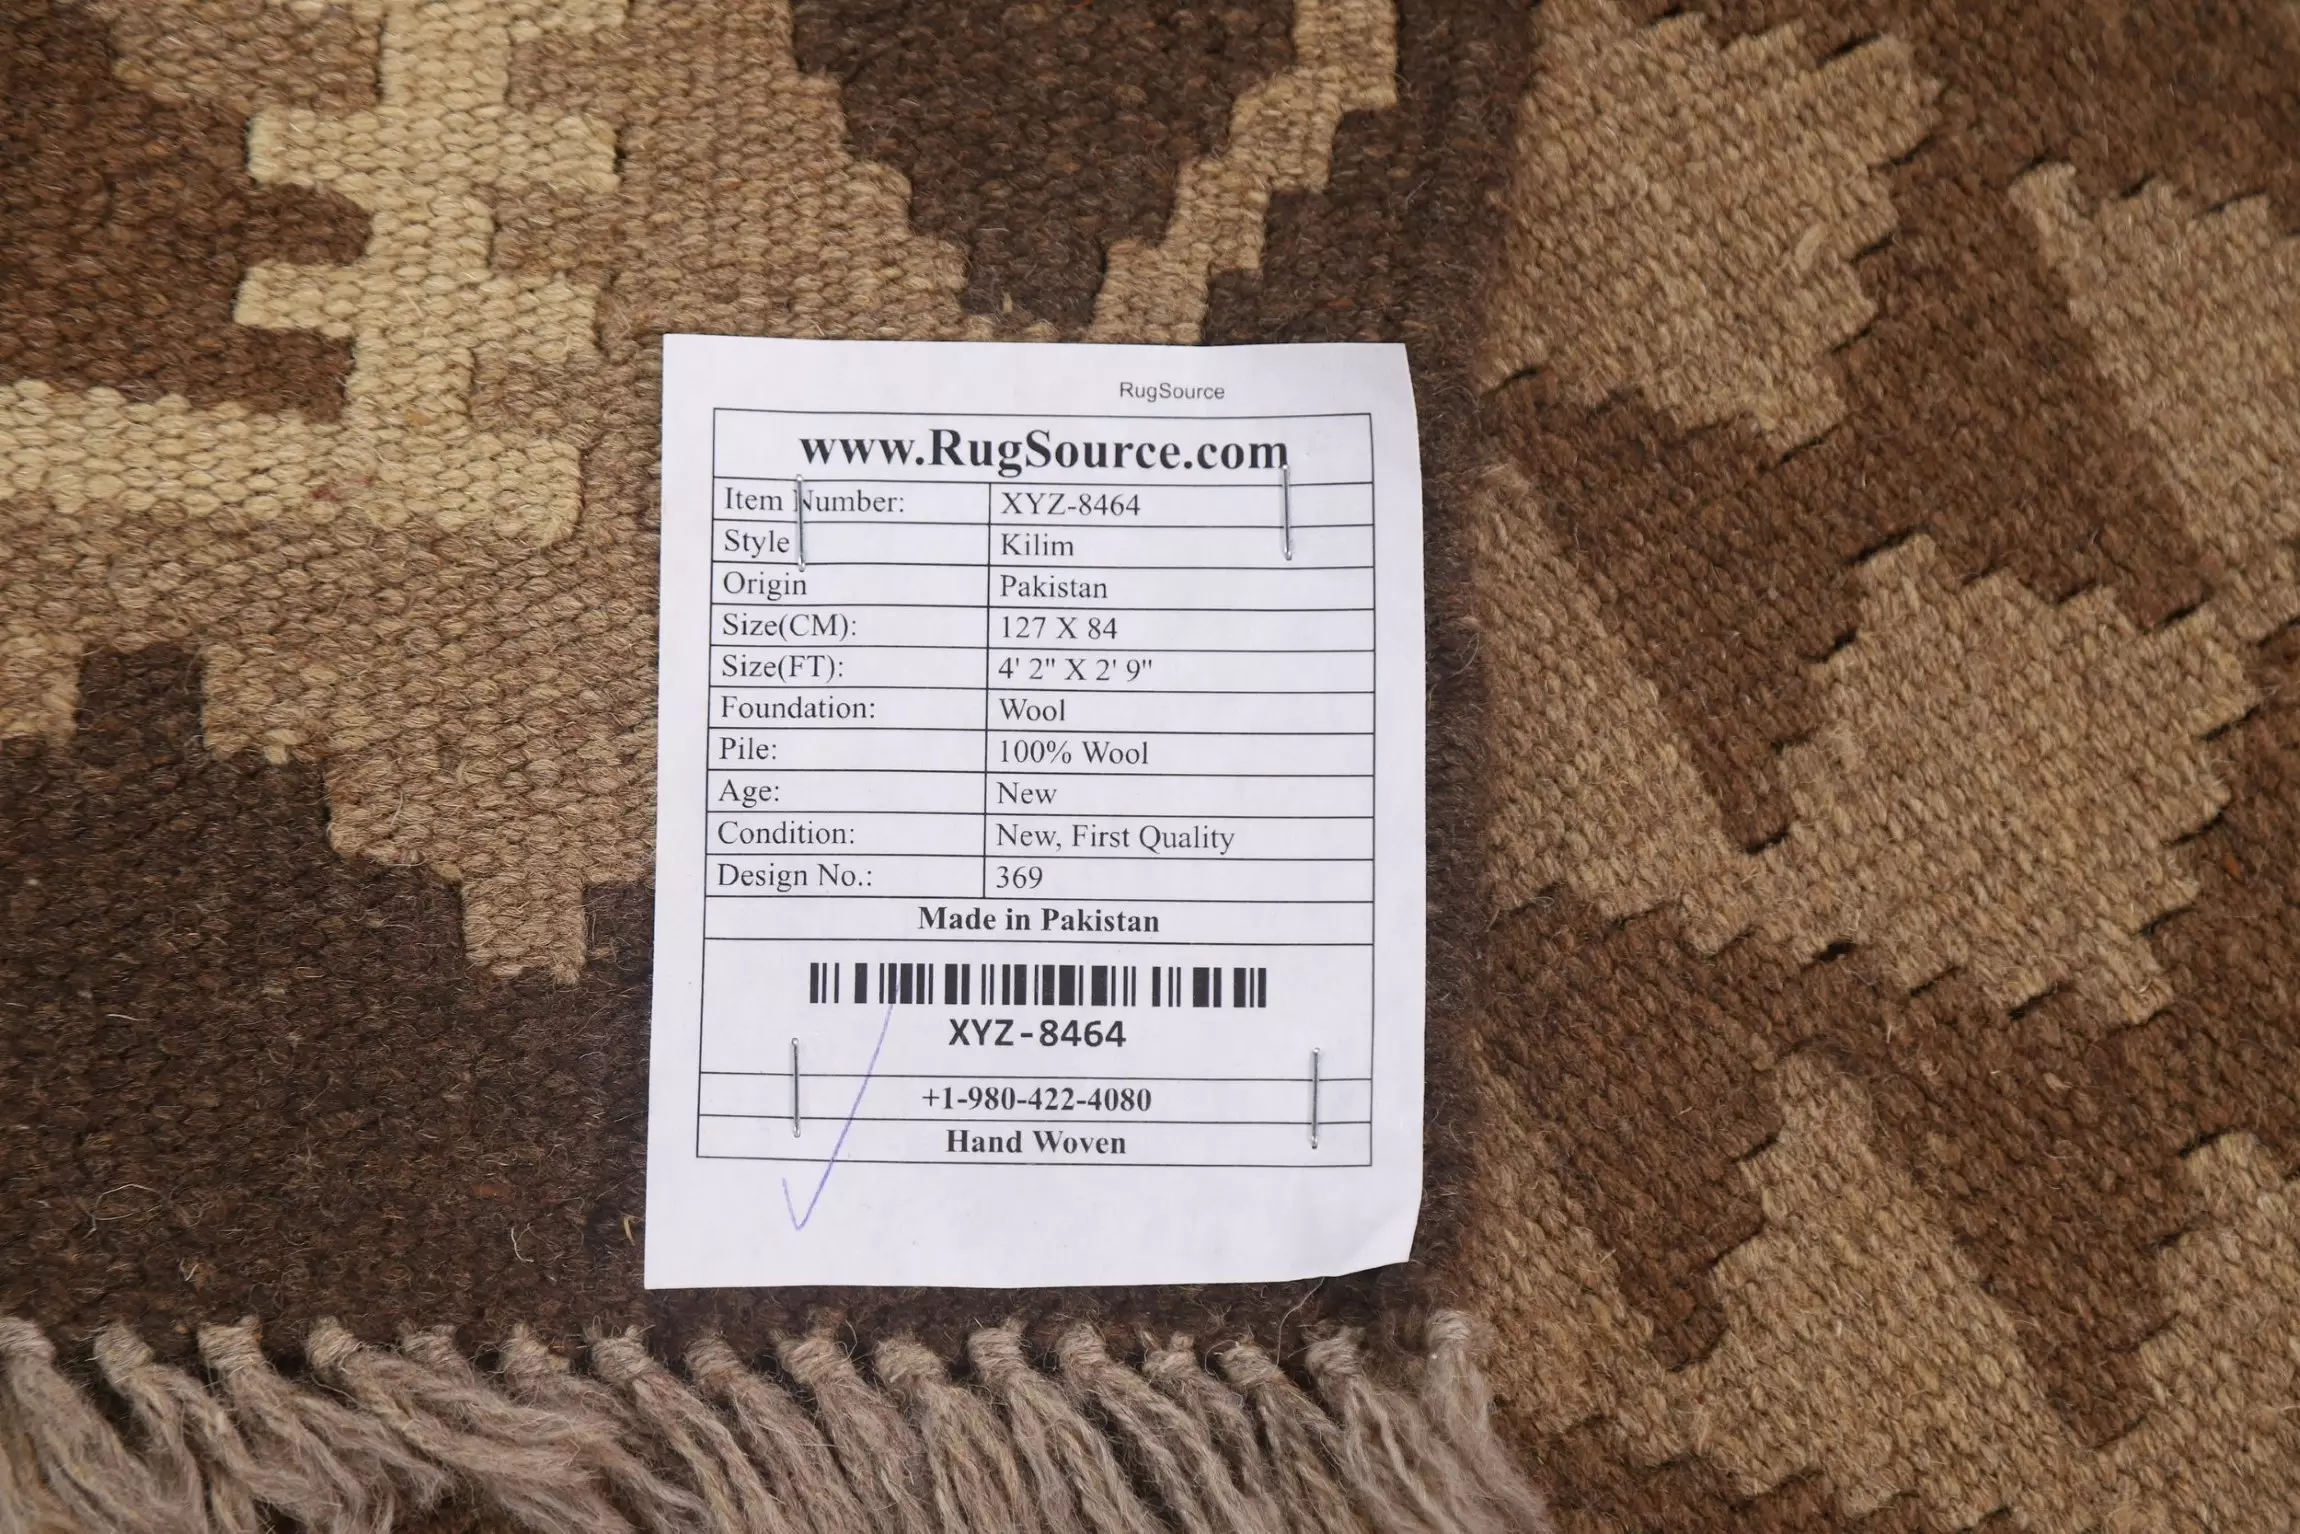 RugSource
www.RugSource.com
Item Number: XYZ-8464
Style Kilim
Origin Pakistan
Size(CM): 127 X 84
Size(FT): 4' 2" X 2' 9"
Foundation: Wool
Pile: 100% Wool
Age: New
Condition: New, First Quality
Design No.: 369
Made in Pakistan
XYZ-8464
+1-980-422-4080
Hand Woven